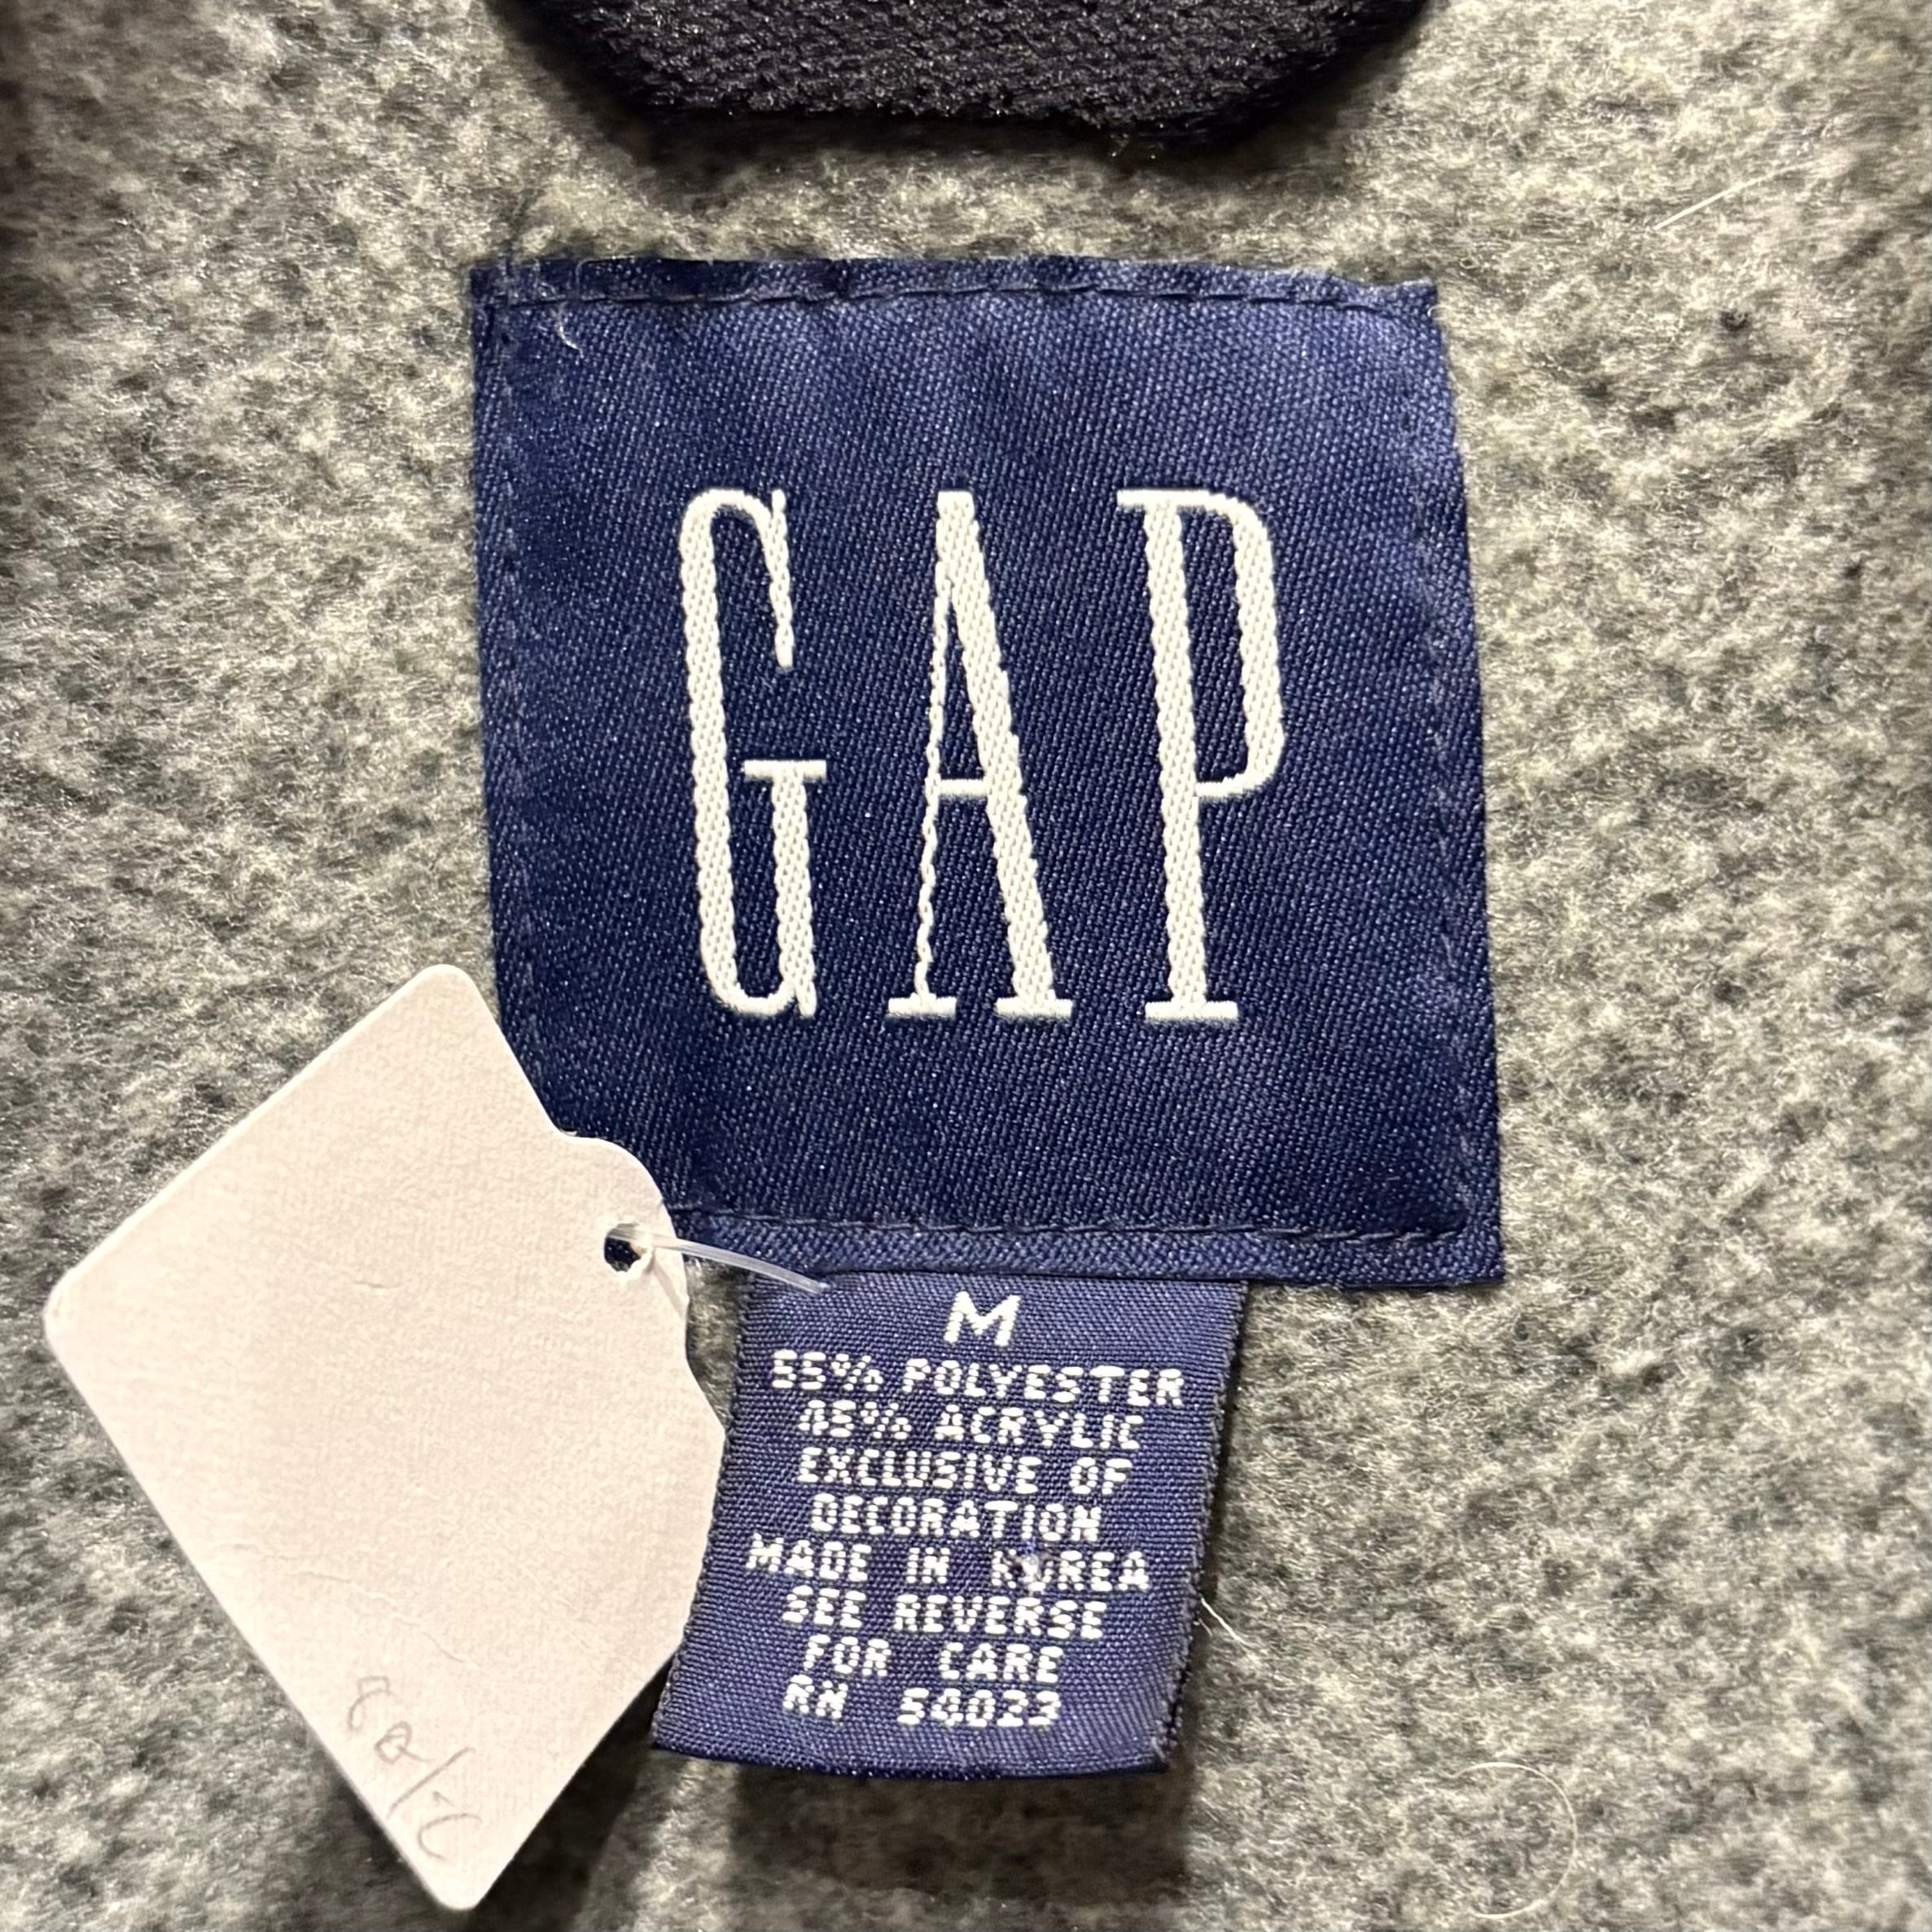 GAP
M
55% POLYESTER
45% ACRYLIC
EXCLUSIVE OF
DECORATION
MADE IN KOREA
SEE REVERSE
FOR CARE
RN 54023